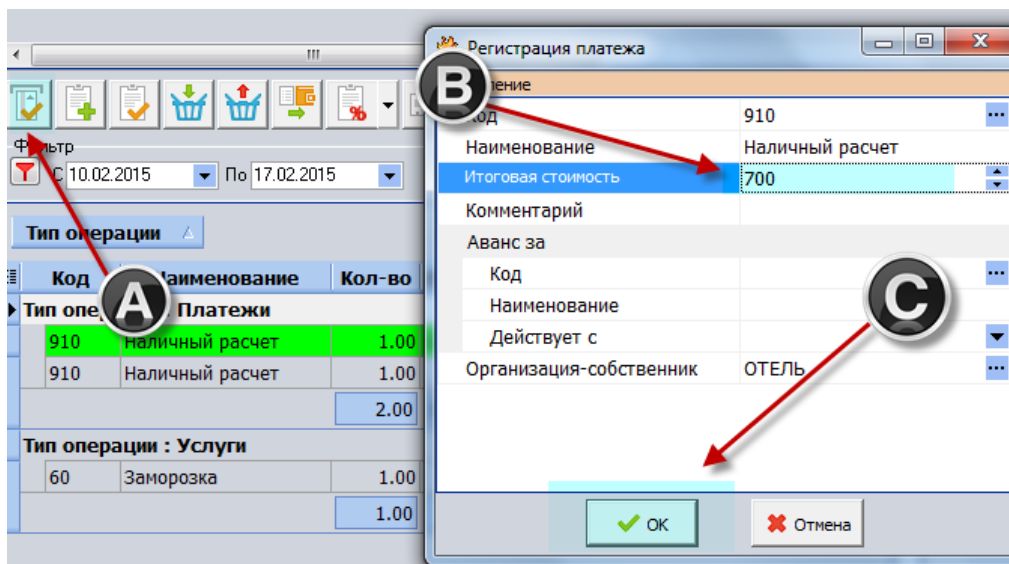 Регистрация платежа
B
Код 910
Наименование Наличный расчет
Итоговая стоимость 700
Комментарий
Аванс за
Код
Наименование
Действует с
Организация-собственник ОТЕЛЬ
OK
Отмена
C
%
Фильтр
С 10.02.2015 По 17.02.2015
Тип операции
Код Наименование Кол-во
A
Платежи
910 Наличный расчет 1.00
910 Наличный расчет 1.00
2.00
Тип операции : Услуги
60 Заморозка 1.00
1.00